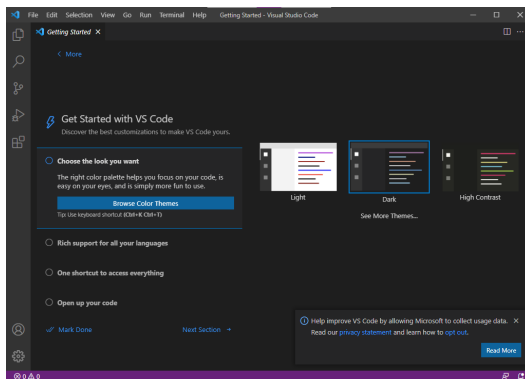 File Edit Selection View Go Run Terminal Help Getting Started - Visual Studio Code
Getting Started
< More
Get Started with VS Code
Discover the best customizations to make VS Code yours.
Choose the look you want
The right color palette helps you focus on your code, is
easy on your eyes, and is simply more fun to use.
Browse Color Themes
Tip: Use keyboard shortcut (Ctrl+K Ctrl+T)
Rich support for all your languages
One shortcut to access everything
Open up your code
Mark Done
Next Section →
Light
Dark
High Contrast
See More Themes...
Help improve VS Code by allowing Microsoft to collect usage data.
Read our privacy statement and learn how to opt out.
Read More
0 0